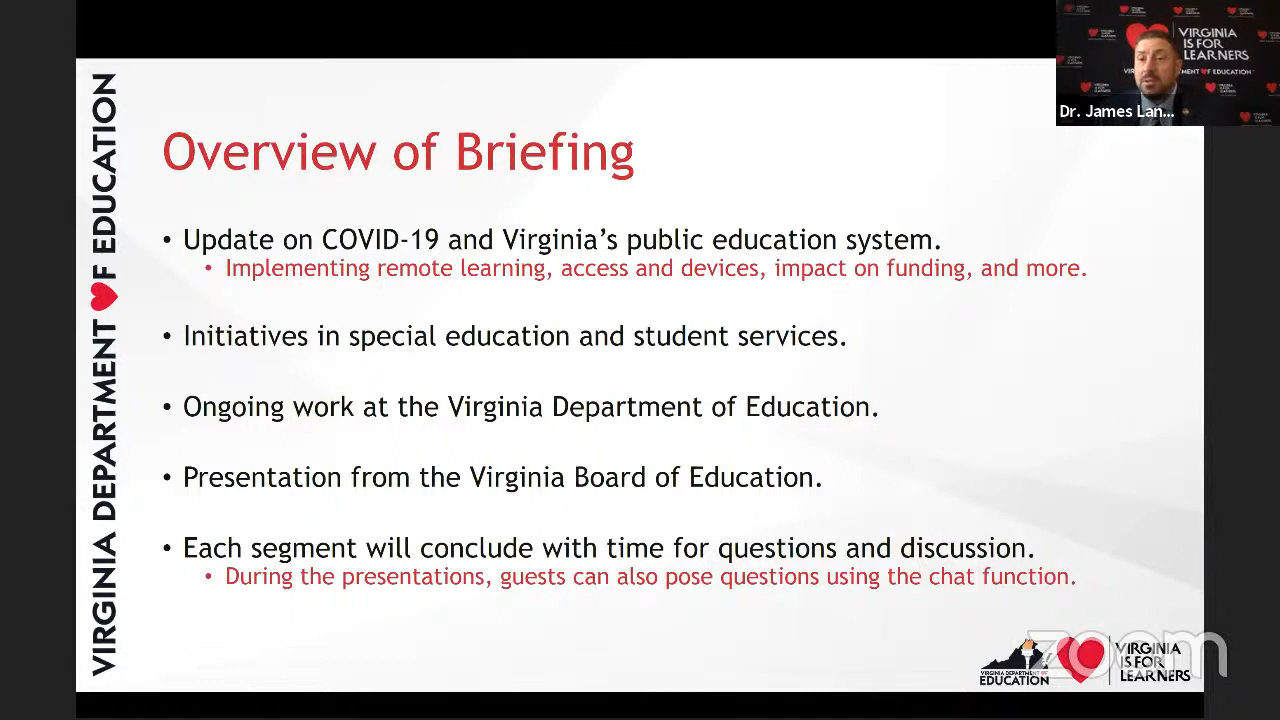 VIRGINIA DEPARTMENT OF EDUCATION
VIRGINIA
IS FOR
LEARNERS
Dr. James Lan...
Overview of Briefing
• Update on COVID-19 and Virginia's public education system.
• Implementing remote learning, access and devices, impact on funding, and more.
• Initiatives in special education and student services.
• Ongoing work at the Virginia Department of Education.
• Presentation from the Virginia Board of Education.
• Each segment will conclude with time for questions and discussion.
• During the presentations, guests can also pose questions using the chat function.
zoom
VIRGINIA DEPARTMENT OF
EDUCATION
VIRGINIA
IS FOR
LEARNERS